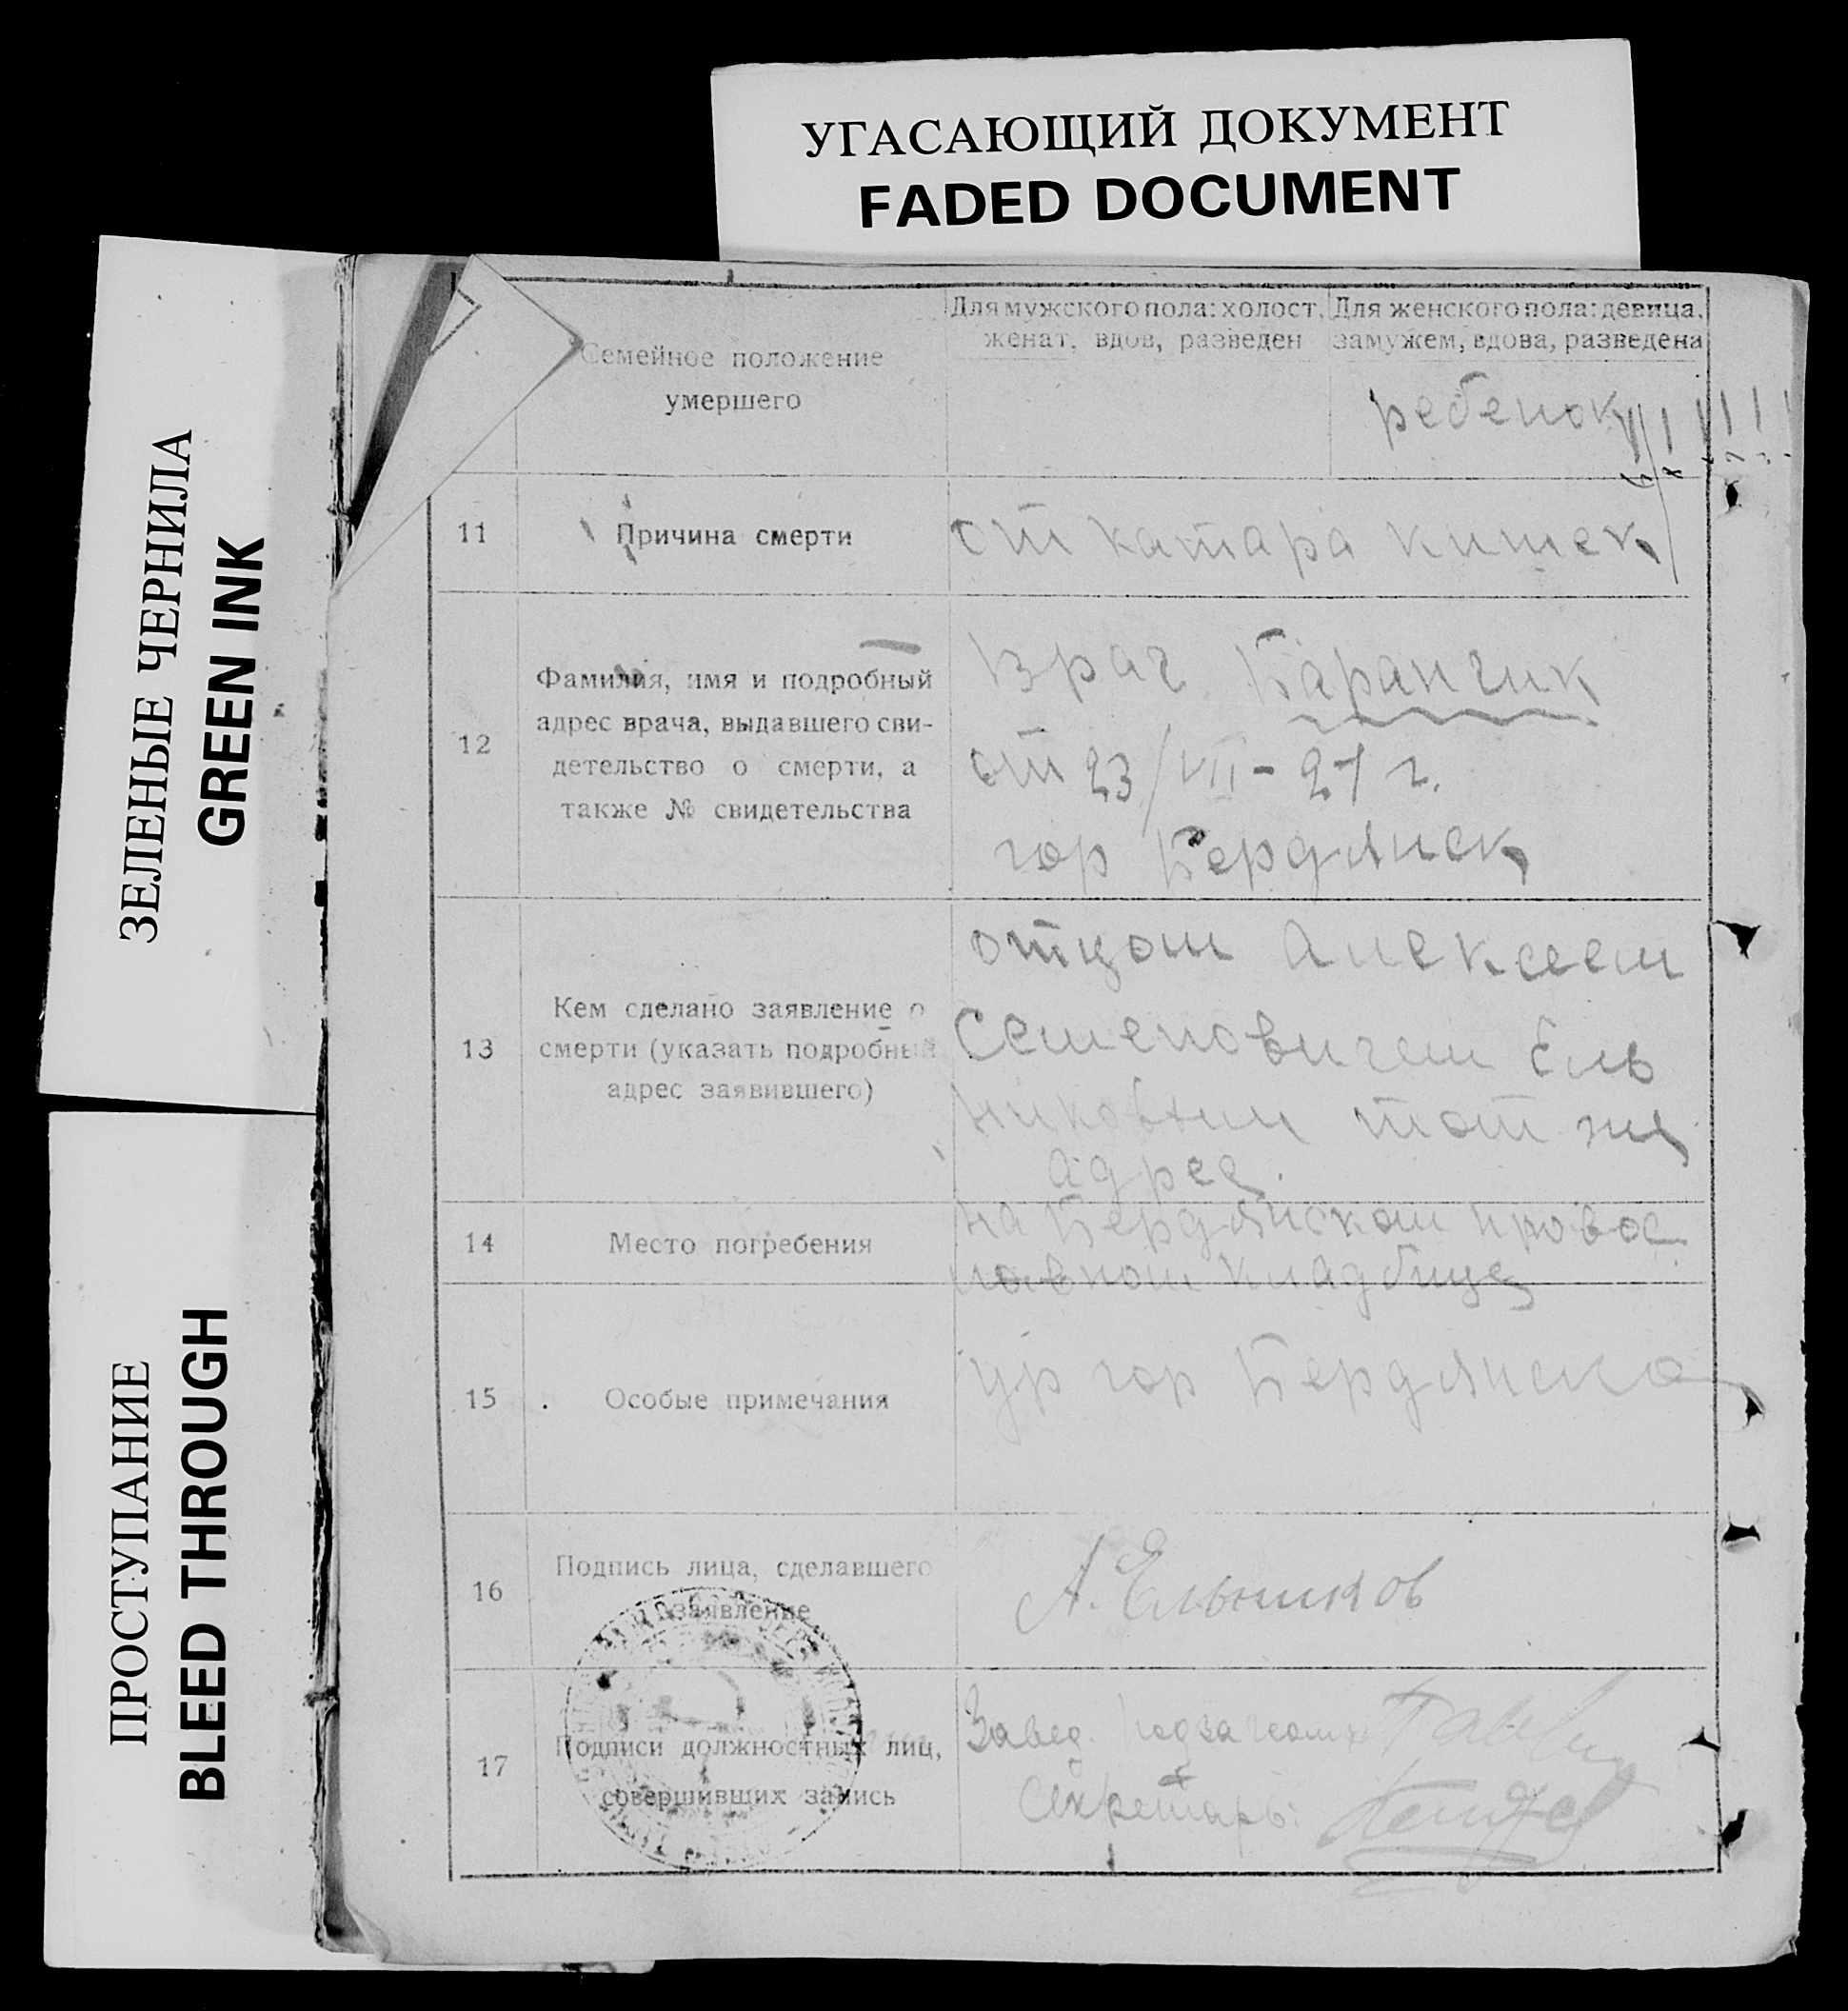 УГАСАЮЩИЙ ДОКУМЕНТ
FADED DOCUMENT
ЗЕЛЕНЫЕ ЧЕРНИЛА
GREEN INK
ПРОСТУПАНИЕ
BLEED THROUGH
Семейное положение
умершего
Для мужского пола: холост,
женат, вдов, разведен
Для женского пола: девица,
замужем, вдова, разведена
ребенок
11
Причина смерти
от катара кишек
12
Фамилия, имя и подробный
адрес врача, выдавшего сви-
детельство о смерти, а
также № свидетельства
Врач Баранчик
от 23/VII-27 г.
гор Бердянск
13
Кем сделано заявление о
смерти (указать подробный
адрес заявившего)
отцом Алексеем
Семеновичем Ель
никовым тот же
адрес.
14
Место погребения
на Бердянском провос
лавном кладбище
15
Особые примечания
ур гор Бердянска
16
Подпись лица, сделавшего
заявление
А. Ельников
17
Подписи должностных лиц,
совершивших запись
Завед.
Секретарь: